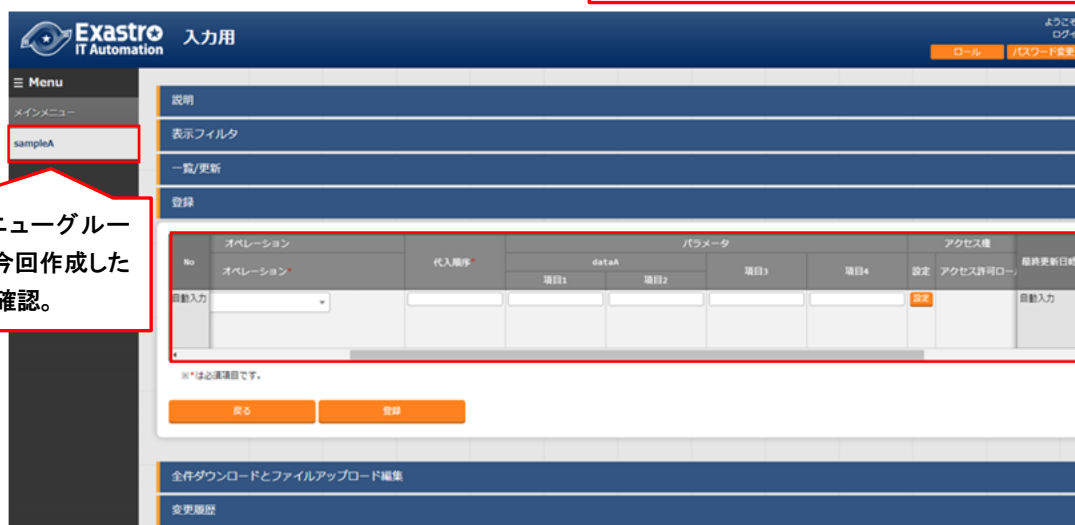 ようこそ
Exastro
IT Automation
入力用
ログイ
ロール
パスワード変更
Menu
メインメニュー
sampleA
説明
表示フィルタ
一覧/更新
登録
ニューグルー
今回作成した
確認。
No
オペレーション
オペレーション*
代入順序*
パラメータ
dataA
項目1
項目2
項目3
項目4
アクセス権
設定
アクセス許可ロー
最終更新日時
自動入力
設定
自動入力
※*は必須項目です。
戻る
登録
全件ダウンロードとファイルアップロード編集
変更履歴